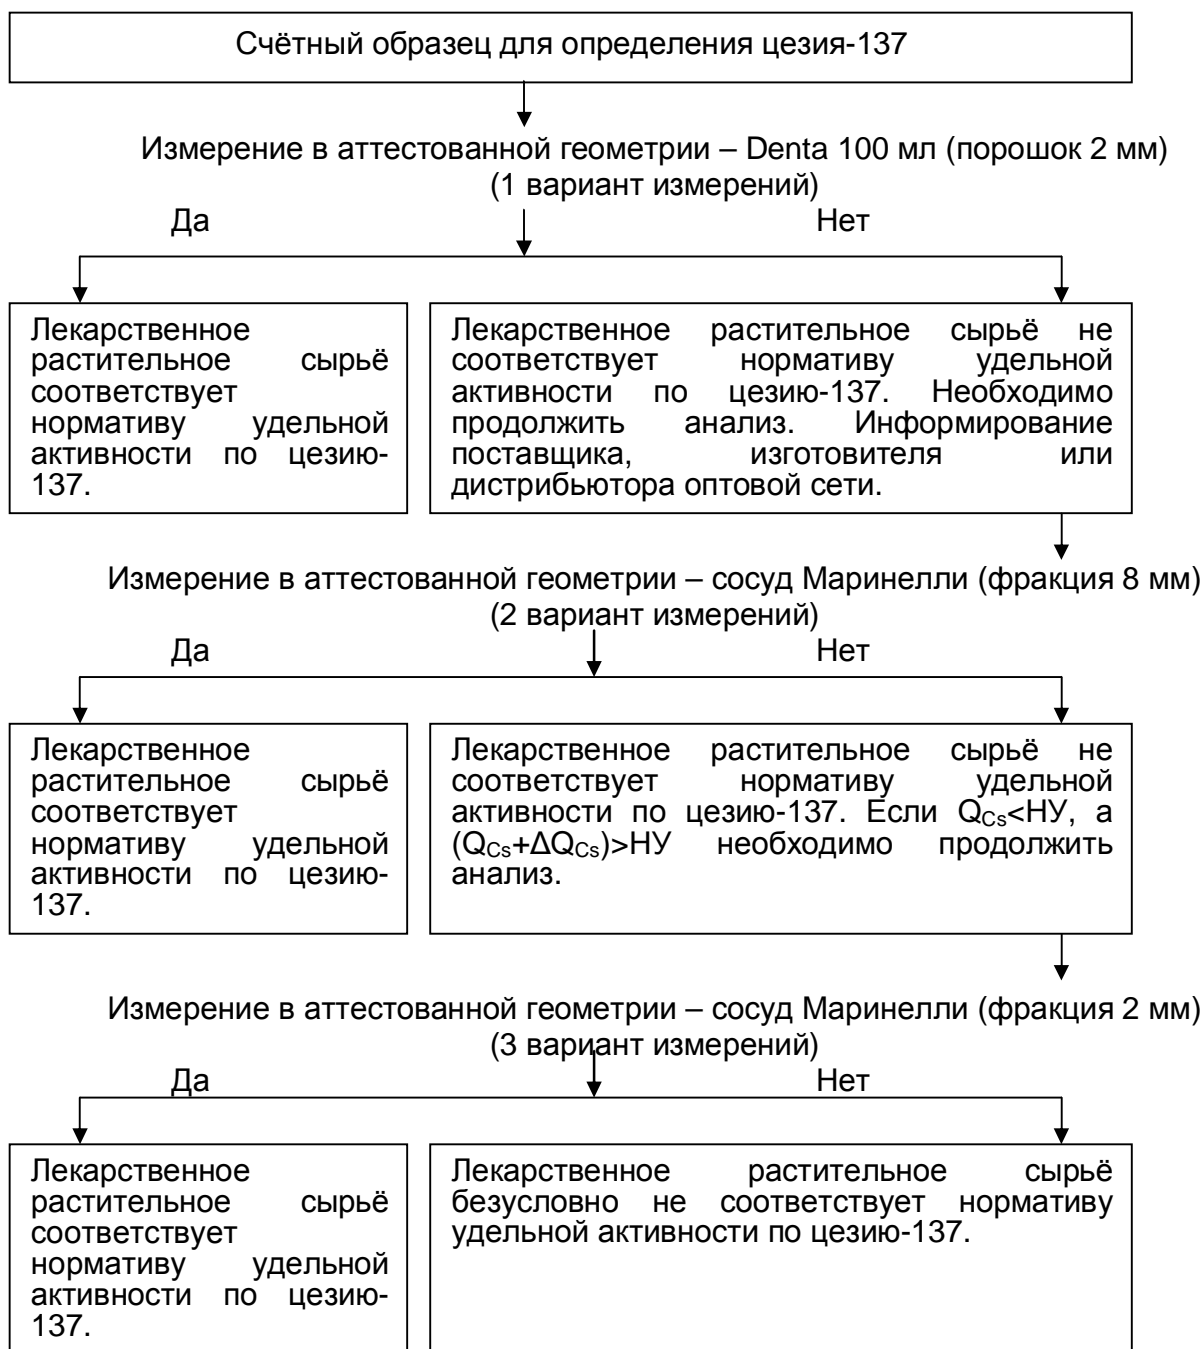 Счётный образец для определения цезия-137
Измерение в аттестованной геометрии – Denta 100 мл (порошок 2 мм)
(1 вариант измерений)
Да
Нет
Лекарственное
растительное сырьё
соответствует
нормативу удельной
активности по цезию-
137.
Лекарственное растительное сырьё не
соответствует нормативу удельной
активности по цезию-137. Необходимо
продолжить анализ. Информирование
поставщика, изготовителя или
дистрибьютора оптовой сети.
Измерение в аттестованной геометрии – сосуд Маринелли (фракция 8 мм)
(2 вариант измерений)
Да
Нет
Лекарственное
растительное сырьё
соответствует
нормативу удельной
активности по цезию-
137.
Лекарственное растительное сырьё не
соответствует нормативу удельной
активности по цезию-137. Если QCs<НУ, а
(QCs+ΔQCs)>НУ необходимо продолжить
анализ.
Измерение в аттестованной геометрии – сосуд Маринелли (фракция 2 мм)
(3 вариант измерений)
Да
Нет
Лекарственное
растительное сырьё
соответствует
нормативу удельной
активности по цезию-
137.
Лекарственное растительное сырьё
безусловно не соответствует нормативу
удельной активности по цезию-137.